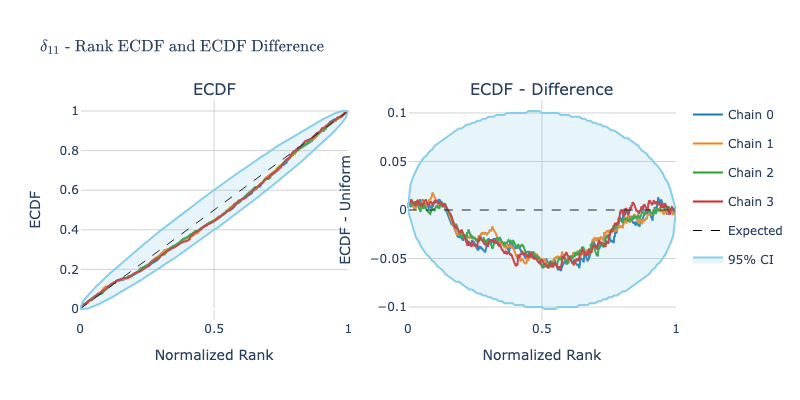 δ₁₁ - Rank ECDF and ECDF Difference
ECDF
ECDF - Difference
ECDF
1
0.8
0.6
0.4
0.2
0
0
0.5
1
Normalized Rank
ECDF - Uniform
0.1
0.05
0
−0.05
−0.1
0
0.5
1
Normalized Rank
Chain 0
Chain 1
Chain 2
Chain 3
Expected
95% CI